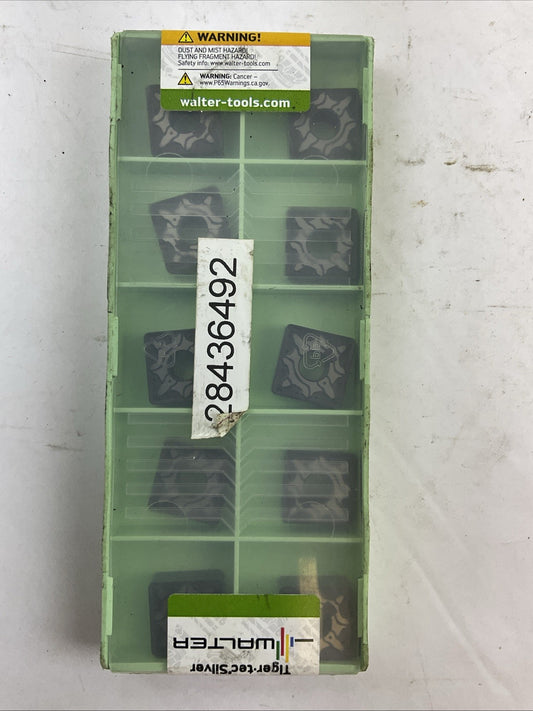 WARNING!
DUST AND MIST HAZARD!
FLYING FRAGMENT HAZARD!
Safety info: www.walter-tools.com
WARNING: Cancer –
www.P65Warnings.ca.gov
walter-tools.com
28436492
WALTER
Tiger·tec®Silver